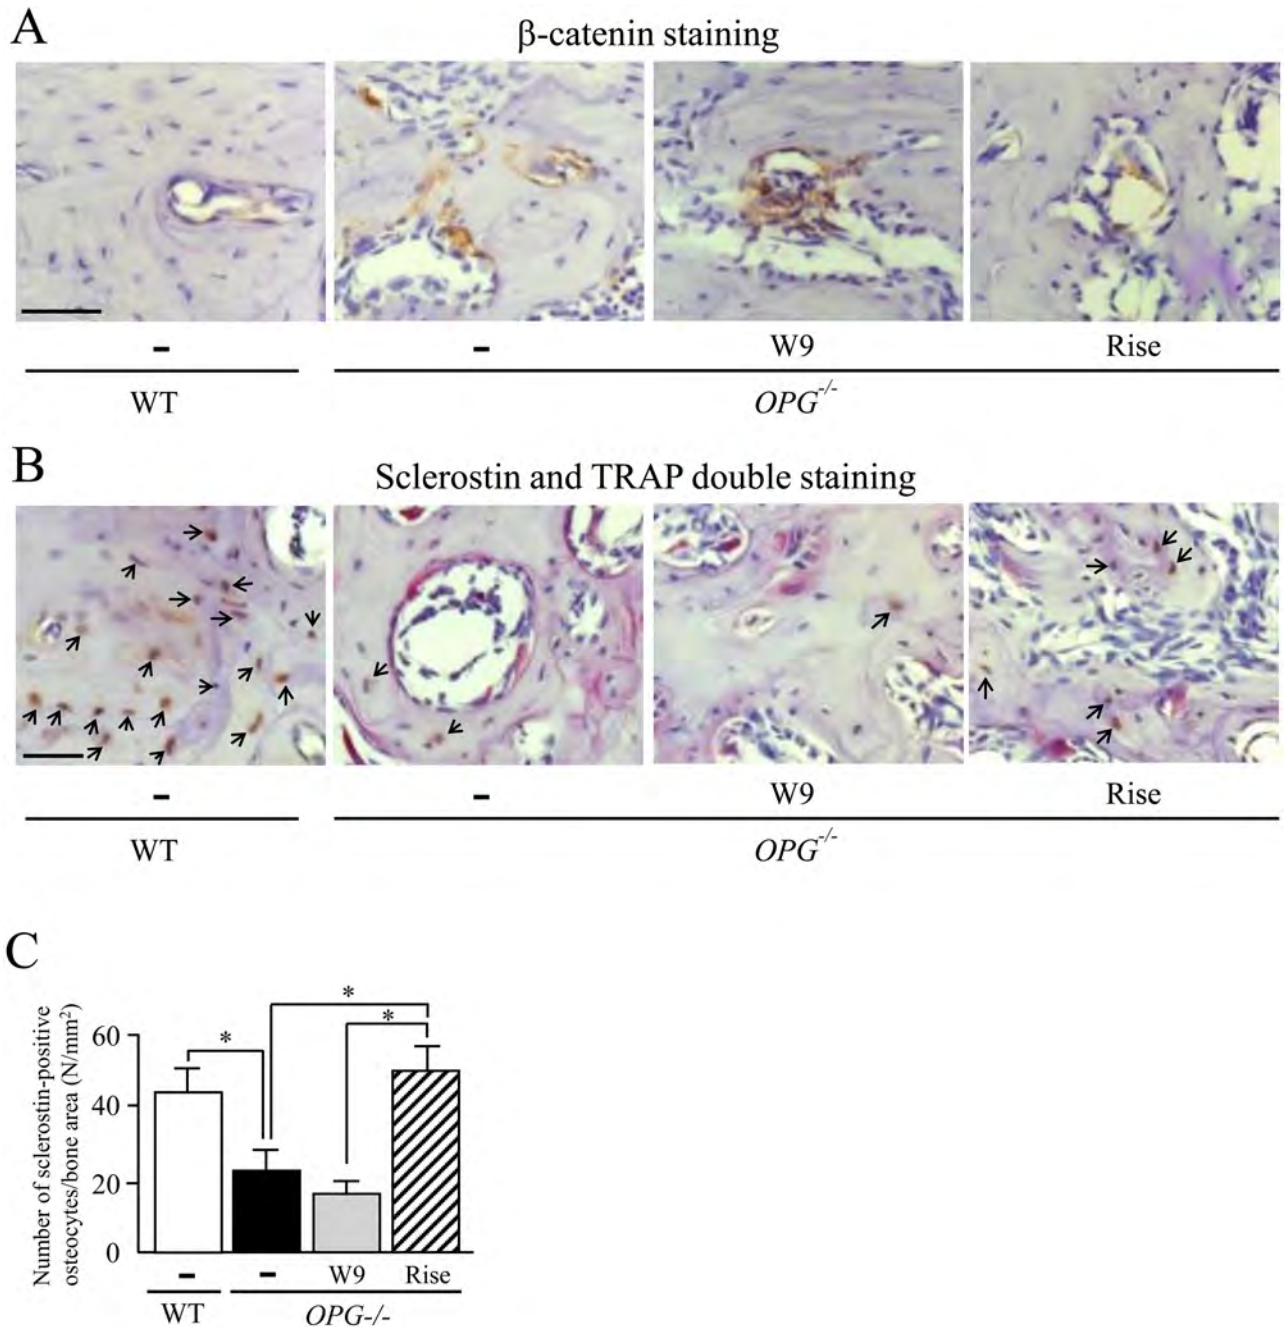 A
β-catenin staining
- - W9 Rise
WT OPG-/-
B
Sclerostin and TRAP double staining
- - W9 Rise
WT OPG-/-
C
Number of sclerostin-positive
osteocytes/bone area (N/mm²)
60
40
20
0
*
*
*
- - W9 Rise
WT OPG-/-